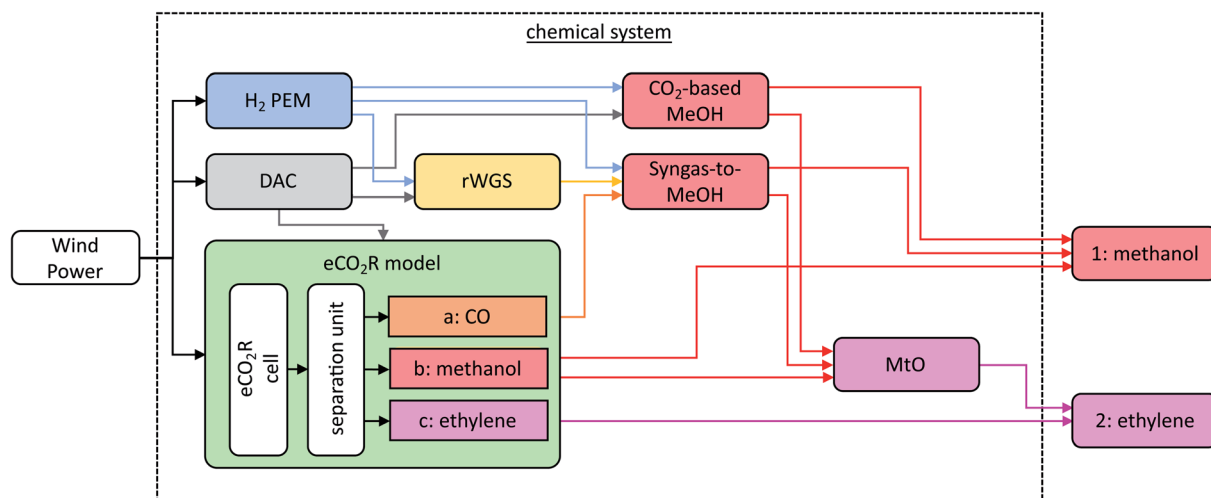 chemical system
H₂ PEM
CO₂-based
MeOH
DAC
rWGS
Syngas-to-
MeOH
Wind
Power
1: methanol
eCO₂R model
eCO₂R
cell
separation unit
a: CO
b: methanol
c: ethylene
MtO
2: ethylene